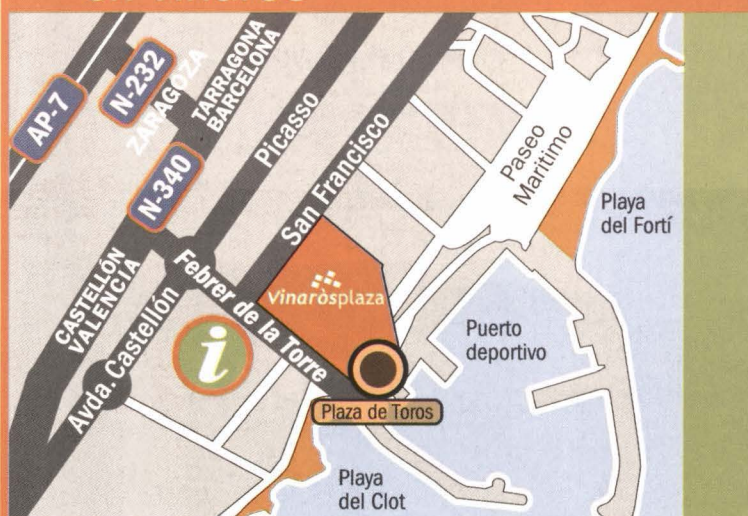 AP-7
N-232
ZARAGOZA
TARRAGONA
BARCELONA
Picasso
San Francisco
Paseo
Maritimo
Playa
del Fortí
N-340
CASTELLÓN
VALENCIA
Febrer de la Torre
Vinaròsplaza
Avda. Castellón
i
Puerto
deportivo
Plaza de Toros
Playa
del Clot